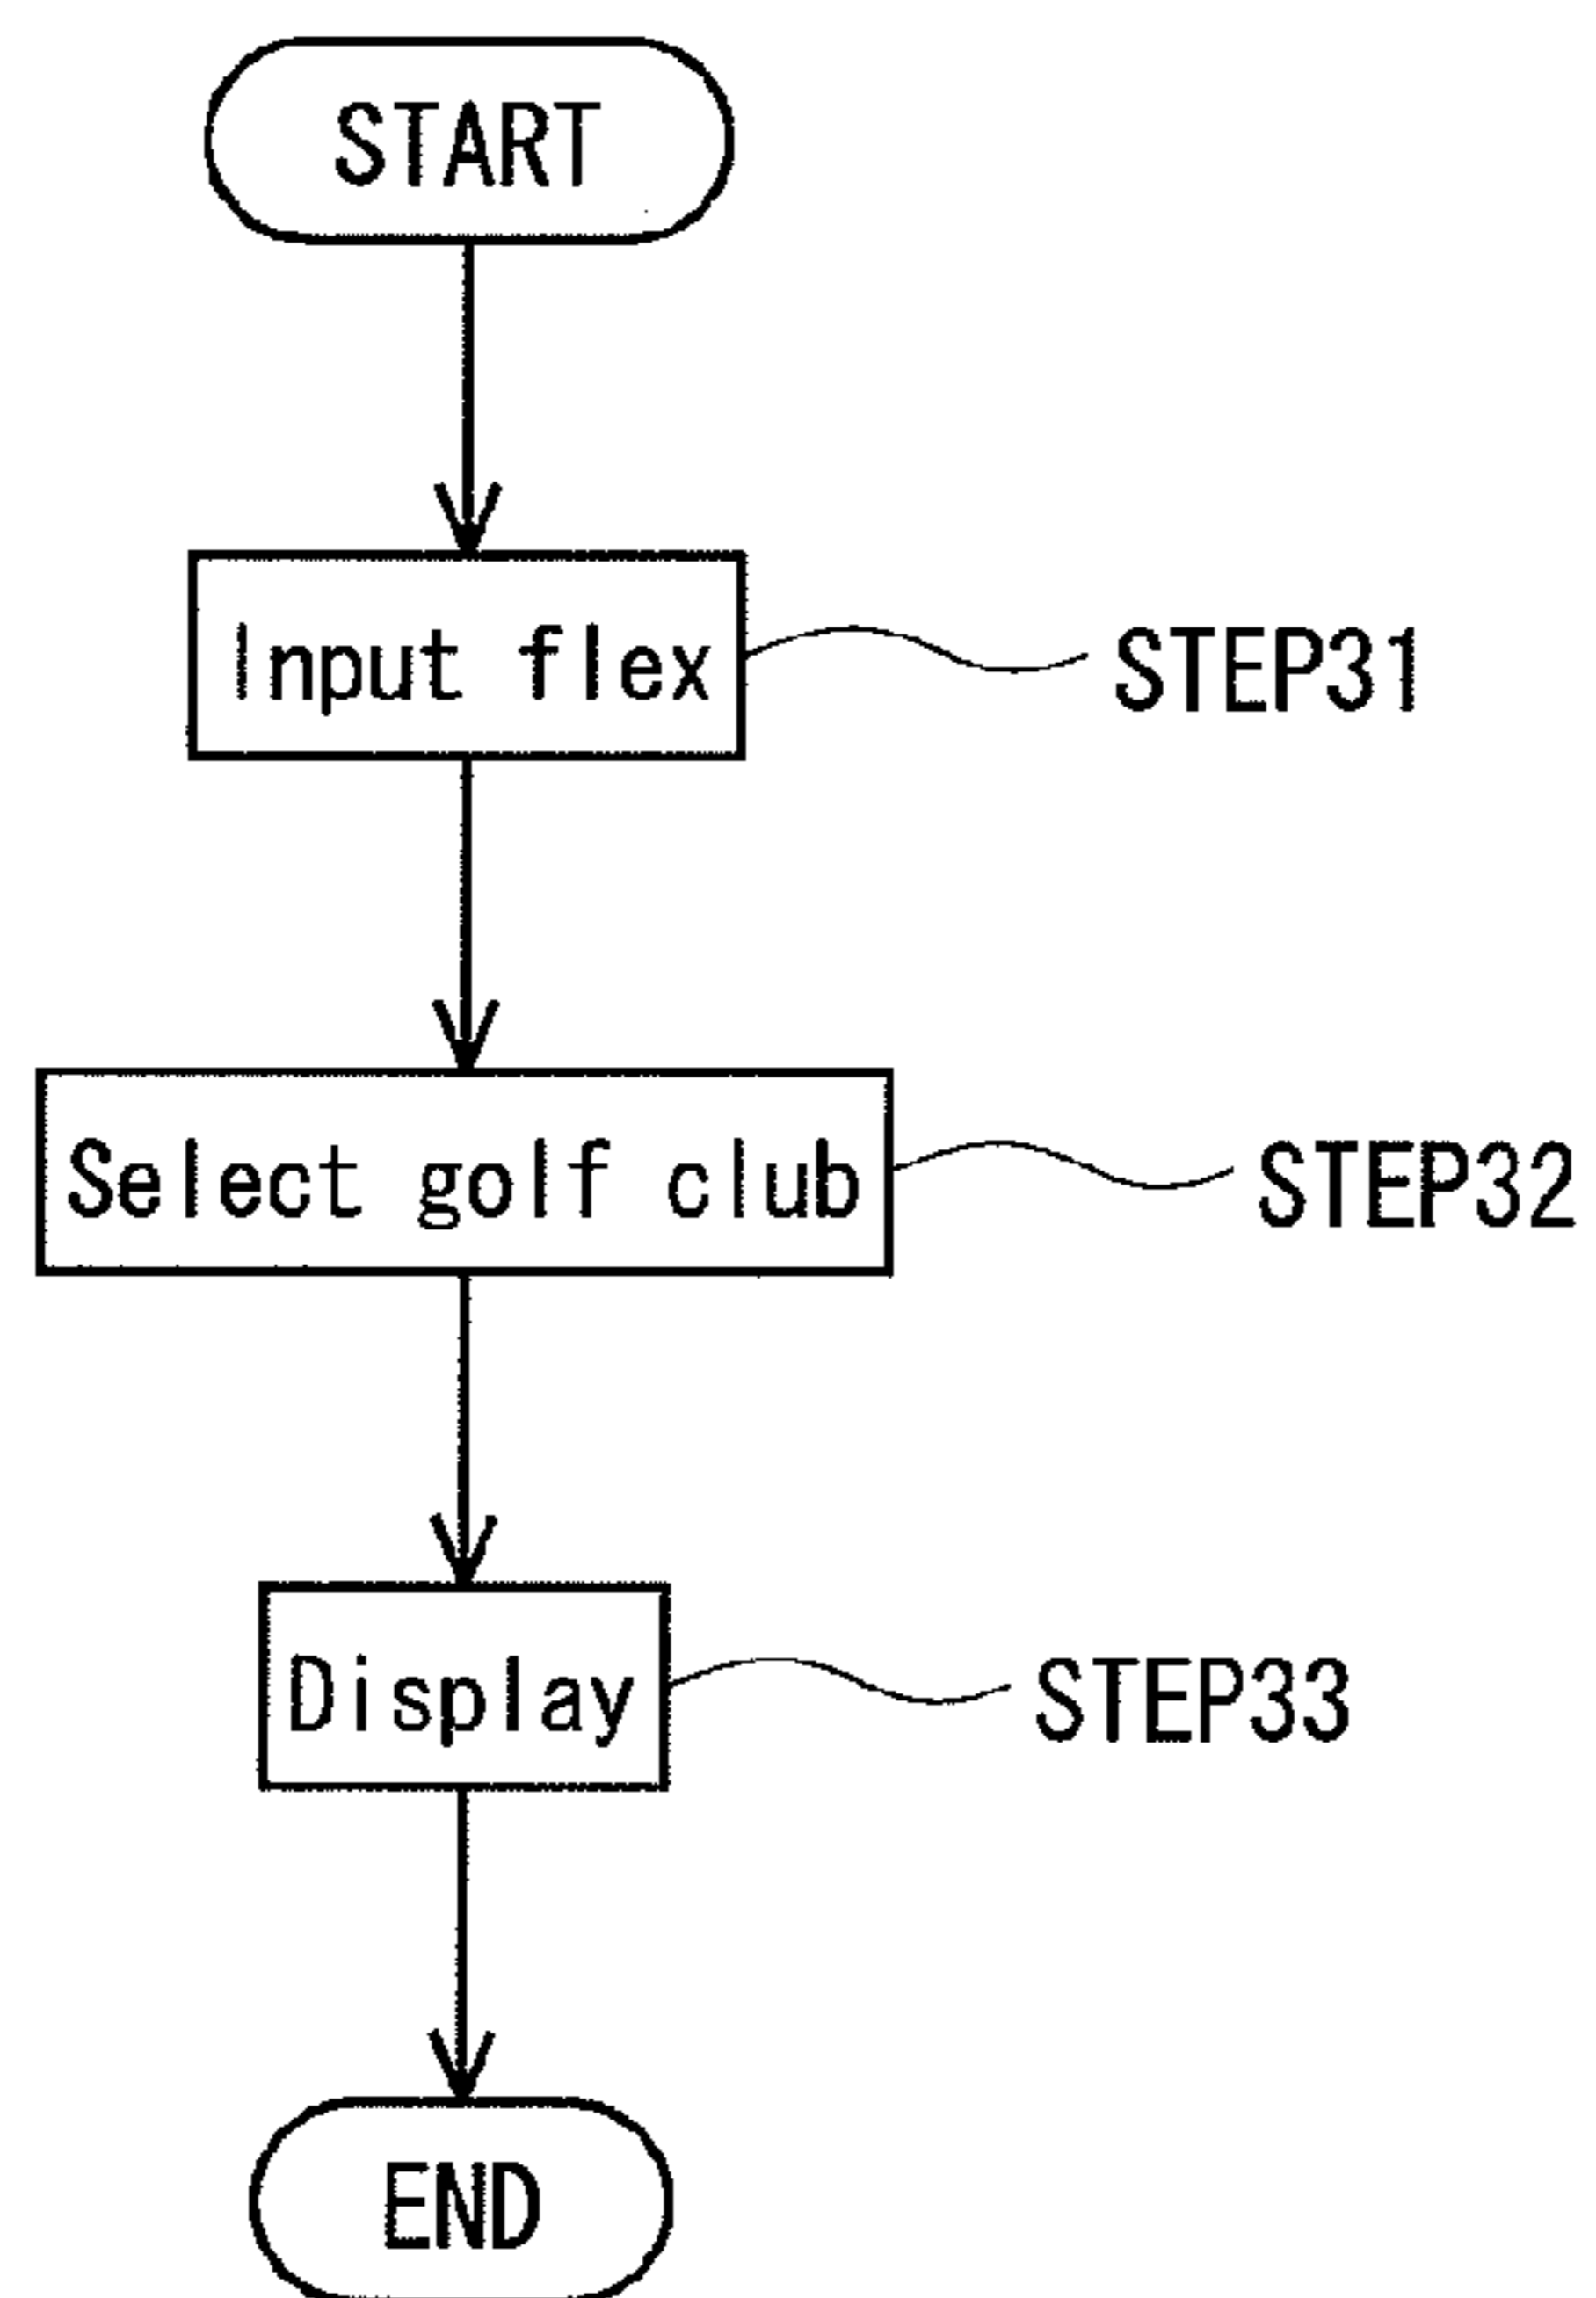 START
Input flex
STEP31
Select golf club
STEP32
Display
STEP33
END